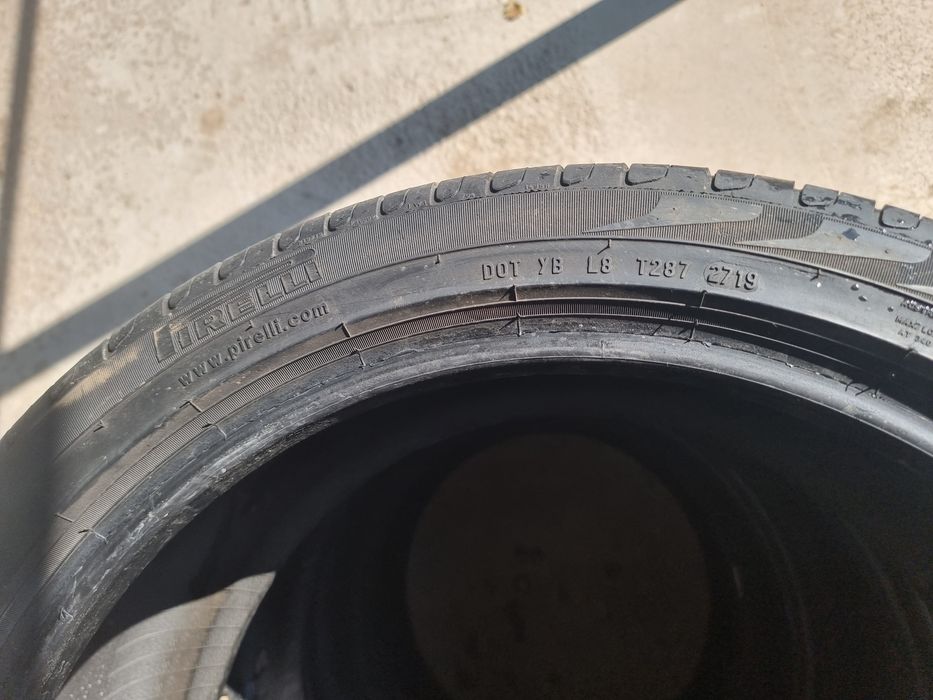 PIRELLI
www.pirelli.com
DOT YB L8 T287 2719